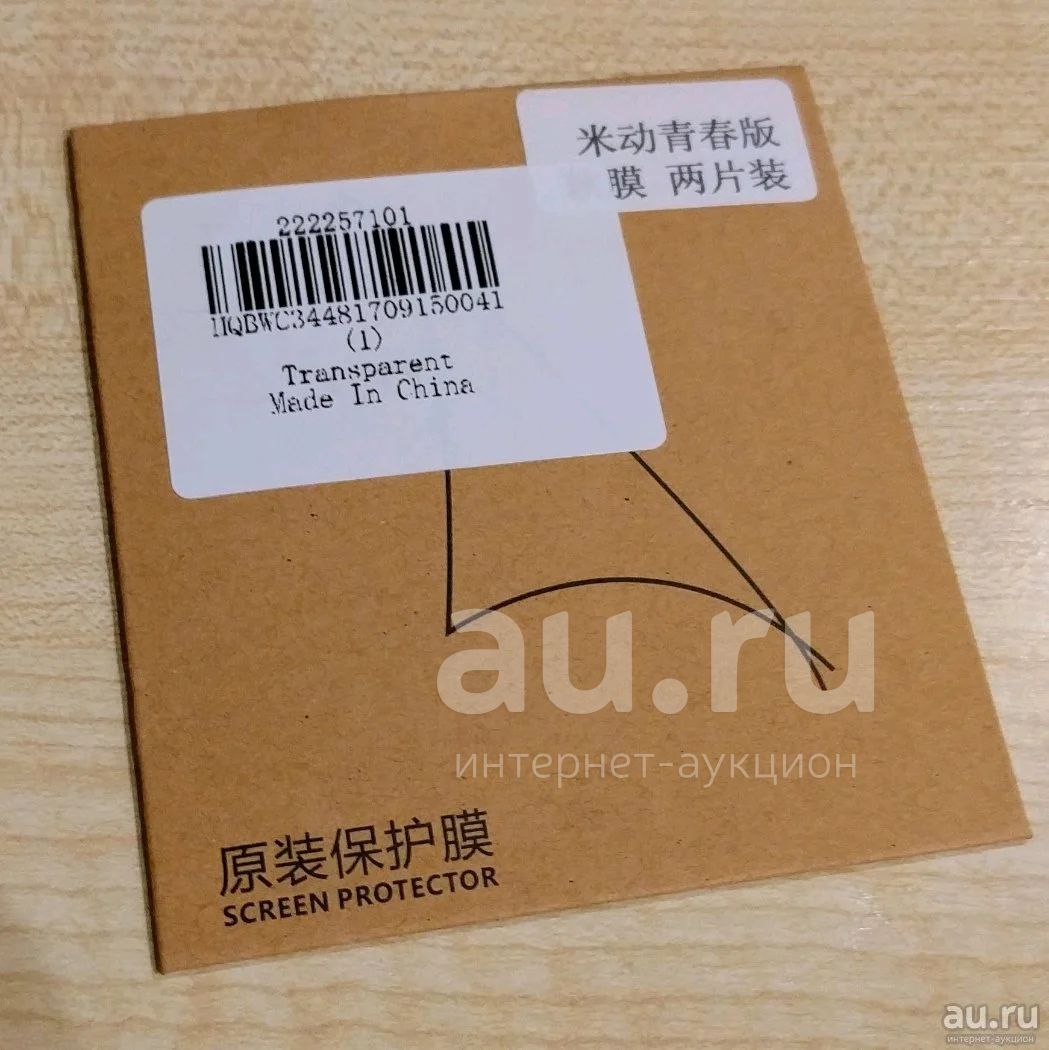 米动青春版
膜 两片装
222257101
HQBWC34481709150041
(1)
Transparent
Made In China
au.ru
интернет-аукцион
原装保护膜
SCREEN PROTECTOR
au.ru
интернет-аукцион